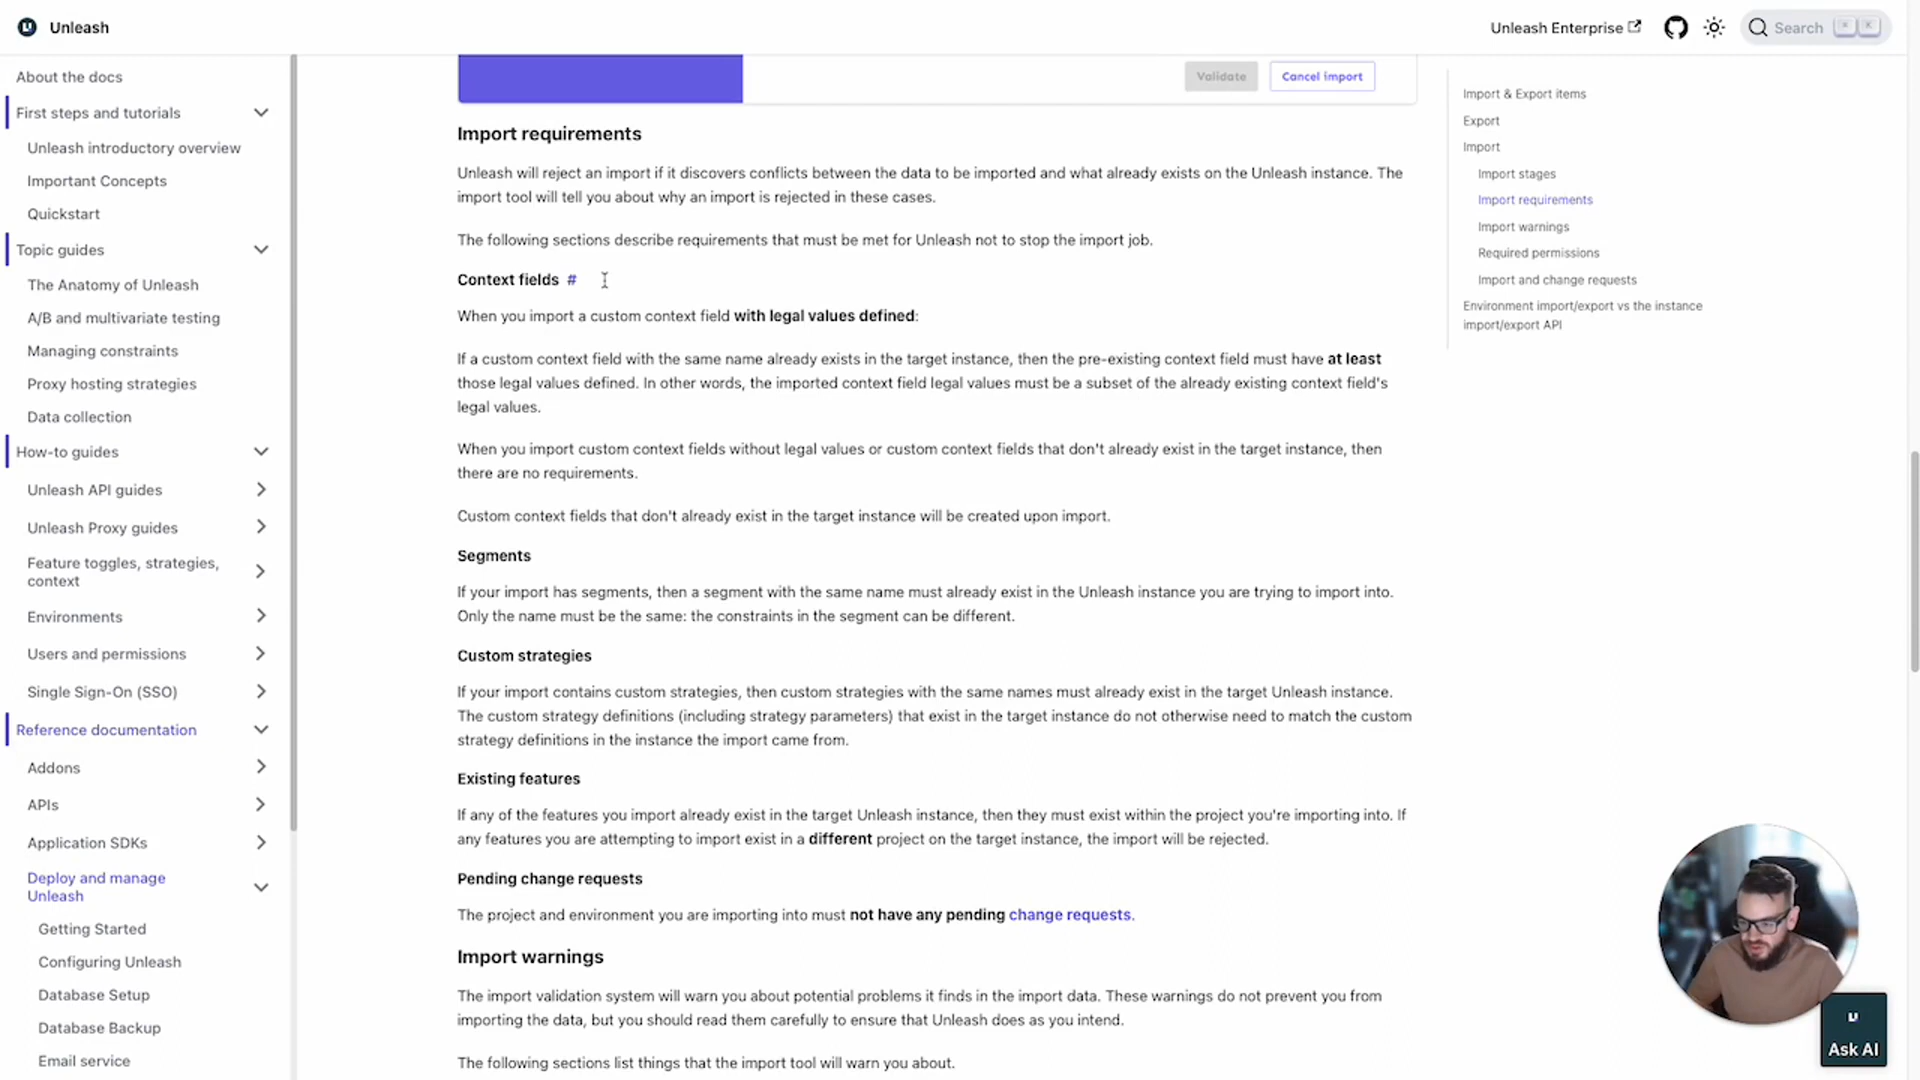 Unleash
Unleash Enterprise
Search
About the docs
First steps and tutorials
Unleash introductory overview
Important Concepts
Quickstart
Topic guides
The Anatomy of Unleash
A/B and multivariate testing
Managing constraints
Proxy hosting strategies
Data collection
How-to guides
Unleash API guides
Unleash Proxy guides
Feature toggles, strategies,
context
Environments
Users and permissions
Single Sign-On (SSO)
Reference documentation
Addons
APIs
Application SDKs
Deploy and manage
Unleash
Getting Started
Configuring Unleash
Database Setup
Database Backup
Email service
Validate
Cancel import
Import requirements
Unleash will reject an import if it discovers conflicts between the data to be imported and what already exists on the Unleash instance. The
import tool will tell you about why an import is rejected in these cases.
The following sections describe requirements that must be met for Unleash not to stop the import job.
Context fields #
When you import a custom context field with legal values defined:
If a custom context field with the same name already exists in the target instance, then the pre-existing context field must have at least
those legal values defined. In other words, the imported context field legal values must be a subset of the already existing context field's
legal values.
When you import custom context fields without legal values or custom context fields that don't already exist in the target instance, then
there are no requirements.
Custom context fields that don't already exist in the target instance will be created upon import.
Segments
If your import has segments, then a segment with the same name must already exist in the Unleash instance you are trying to import into.
Only the name must be the same: the constraints in the segment can be different.
Custom strategies
If your import contains custom strategies, then custom strategies with the same names must already exist in the target Unleash instance.
The custom strategy definitions (including strategy parameters) that exist in the target instance do not otherwise need to match the custom
strategy definitions in the instance the import came from.
Existing features
If any of the features you import already exist in the target Unleash instance, then they must exist within the project you're importing into. If
any features you are attempting to import exist in a different project on the target instance, the import will be rejected.
Pending change requests
The project and environment you are importing into must not have any pending change requests.
Import warnings
The import validation system will warn you about potential problems it finds in the import data. These warnings do not prevent you from
importing the data, but you should read them carefully to ensure that Unleash does as you intend.
The following sections list things that the import tool will warn you about.
Import & Export items
Export
Import
Import stages
Import requirements
Import warnings
Required permissions
Import and change requests
Environment import/export vs the instance
import/export API
Ask AI